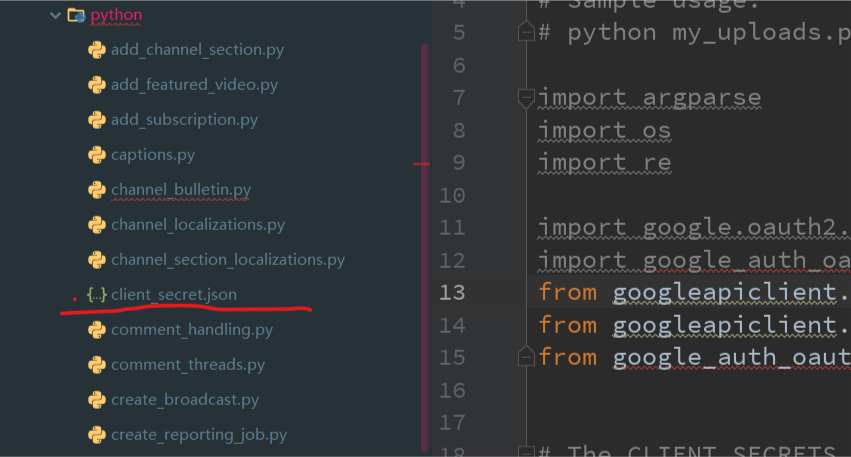 python
add_channel_section.py
add_featured_video.py
add_subscription.py
captions.py
channel_bulletin.py
channel_localizations.py
channel_section_localizations.py
{..} client_secret.json
comment_handling.py
comment_threads.py
create_broadcast.py
create_reporting_job.py
4 # Sample usage:
5 # python my_uploads.p
6
7 import argparse
8 import os
9 import re
10
11 import google.oauth2.
12 import google_auth_oa
13 from googleapiclient.
14 from googleapiclient.
15 from google_auth_oaut
16
17
18 # The CLIENT_SECRETS